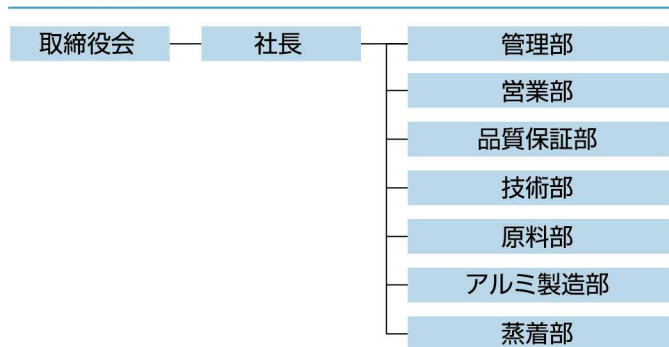 取締役会
社長
管理部
営業部
品質保証部
技術部
原料部
アルミ製造部
蒸着部